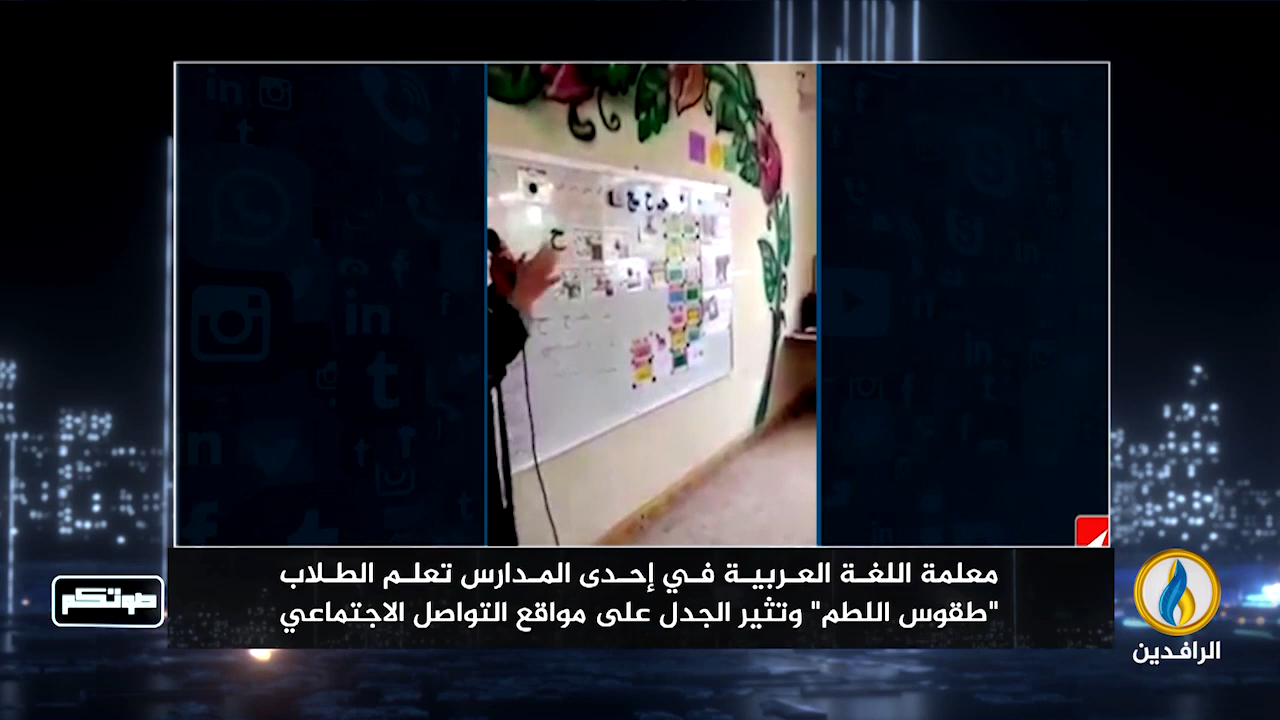 ح
معلمة اللغة العربية في إحدى المدارس تعلم الطلاب
"طقوس اللطم" وتثير الجدل على مواقع التواصل الاجتماعي
صوتكم
الرافدين